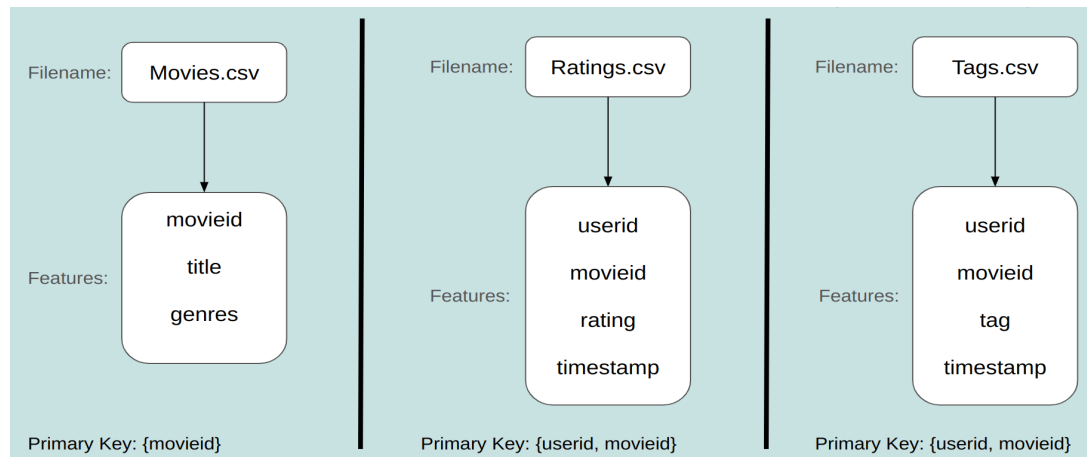 Filename:
Movies.csv
Features:
movieid
title
genres
Primary Key: {movieid}
Filename:
Ratings.csv
Features:
userid
movieid
rating
timestamp
Primary Key: {userid, movieid}
Filename:
Tags.csv
Features:
userid
movieid
tag
timestamp
Primary Key: {userid, movieid}